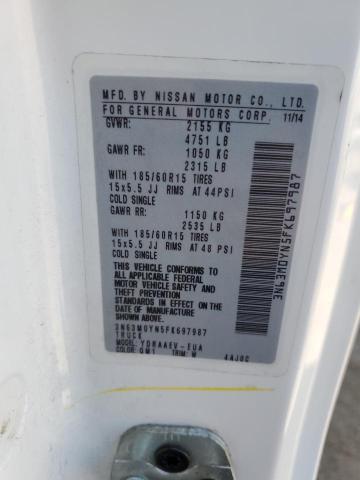 MFD. BY NISSAN MOTOR CO., LTD.
FOR GENERAL MOTORS CORP. 11/14
GVWR: 2155 KG
4751 LB
GAWR FR: 1050 KG
2315 LB
WITH 185/60R15 TIRES
15x5.5 JJ RIMS AT 44PSI
COLD SINGLE
GAWR RR: 1150 KG
2535 LB
WITH 185/60R15 TIRES
15x5.5 JJ RIMS AT 48 PSI
COLD SINGLE
THIS VEHICLE CONFORMS TO
ALL APPLICABLE FEDERAL
MOTOR VEHICLE SAFETY
STANDARDS IN EFFECT ON
THE DATE OF MANUFACTURE
SHOWN ABOVE
3N63M0YN5FK697987
TRUCK
MODEL: YDRAAEV-EUA
COLOR: QM1 TRIM: W 4AJ0C
3N63M0YN5FK697987